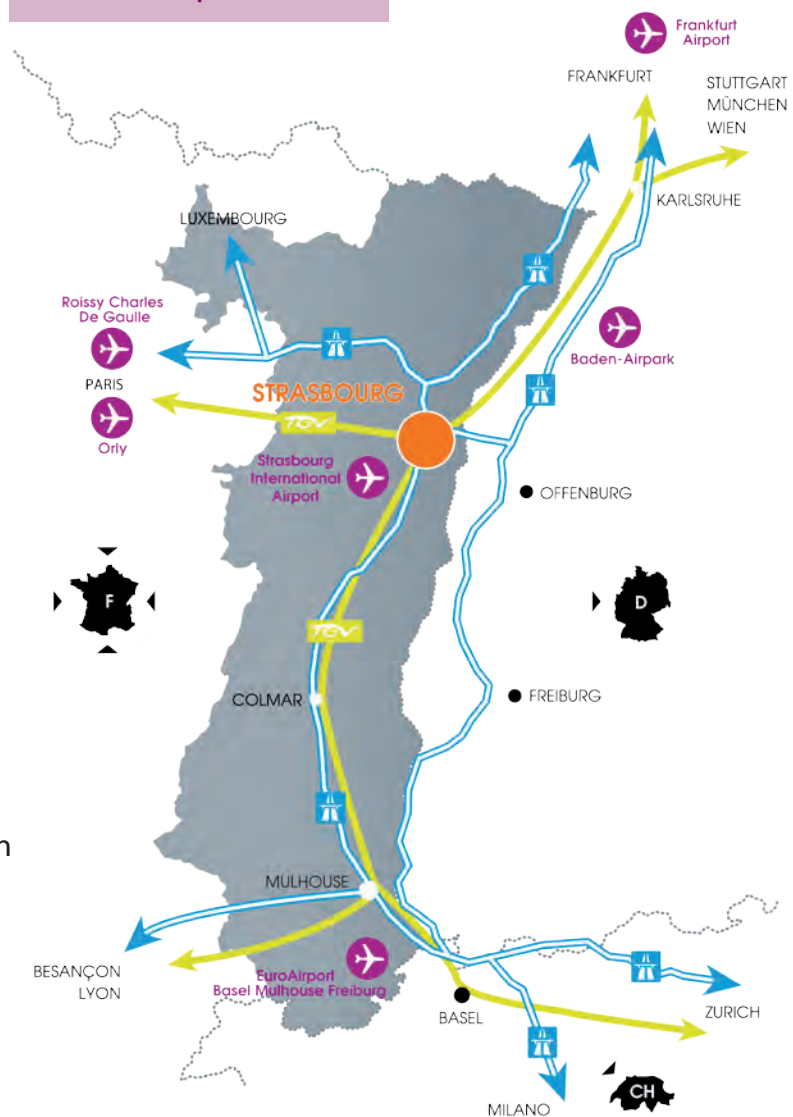 Frankfurt
Airport
FRANKFURT
STUTTGART
MÜNCHEN
WIEN
KARLSRUHE
LUXEMBOURG
Roissy Charles
De Gaulle
PARIS
Orly
STRASBOURG
TGV
Baden-Airpark
Strasbourg
International
Airport
OFFENBURG
F
D
TGV
COLMAR
FREIBURG
n
MULHOUSE
BESANÇON
LYON
EuroAirport
Basel Mulhouse Freiburg
BASEL
ZURICH
MILANO
CH